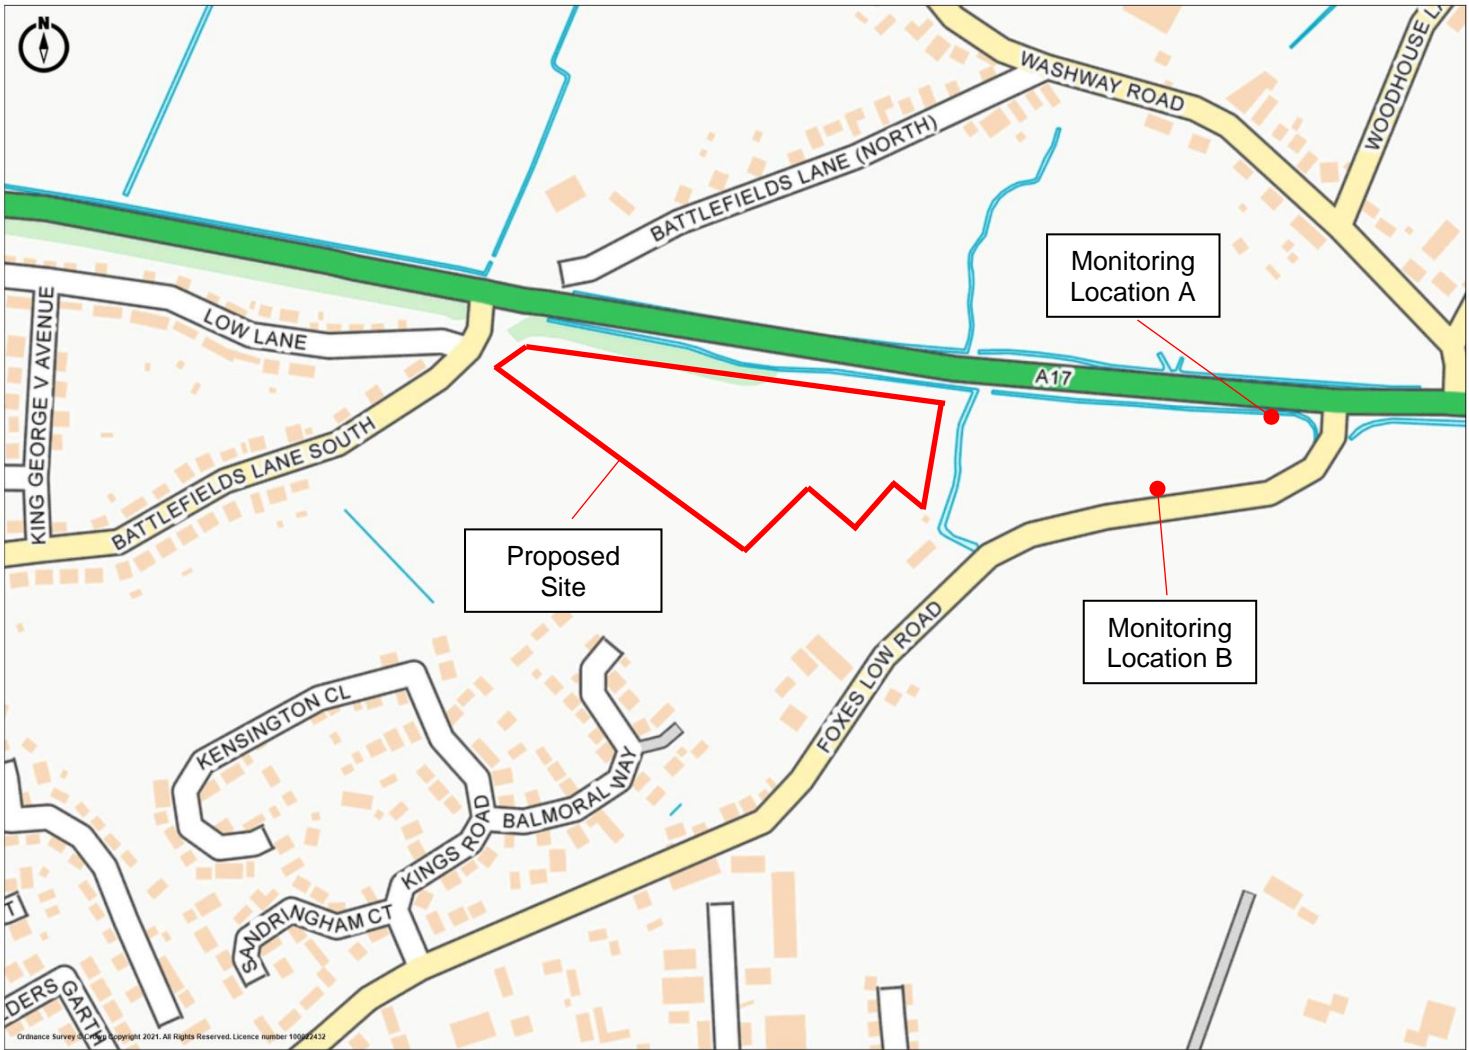 N
WASHWAY ROAD
WOODHOUSE L
BATTLEFIELDS LANE (NORTH)
Monitoring
Location A
KING GEORGE V AVENUE
LOW LANE
A17
BATTLEFIELDS LANE SOUTH
Proposed
Site
Monitoring
Location B
FOXES LOW ROAD
KENSINGTON CL
BALMORAL WAY
KINGS ROAD
SANDRINGHAM CT
T
DERS GARTH
Ordnance Survey © Crown Copyright 2021. All Rights Reserved. Licence number 100022432